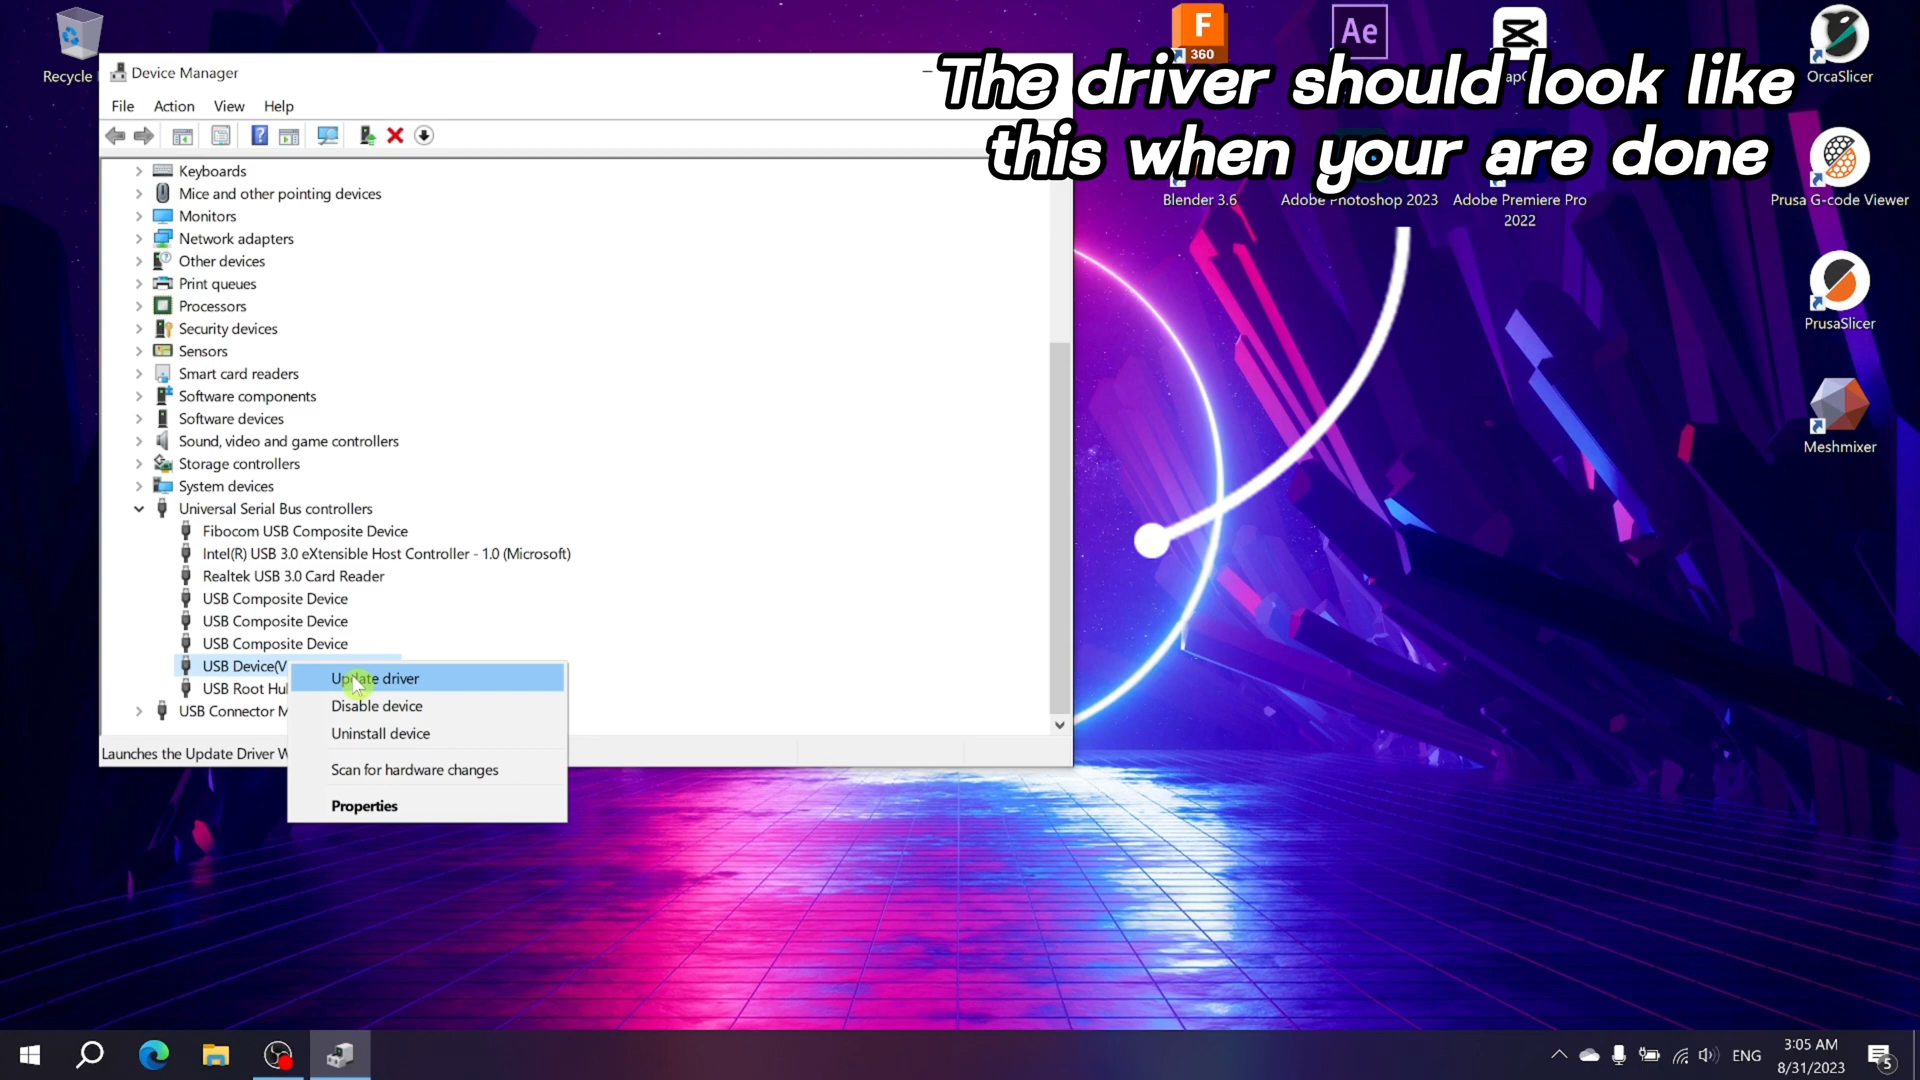 Recycle
Device Manager
File Action View Help
Keyboards
Mice and other pointing devices
Monitors
Network adapters
Other devices
Print queues
Processors
Security devices
Sensors
Smart card readers
Software components
Software devices
Sound, video and game controllers
Storage controllers
System devices
Universal Serial Bus controllers
Fibocom USB Composite Device
Intel(R) USB 3.0 eXtensible Host Controller - 1.0 (Microsoft)
Realtek USB 3.0 Card Reader
USB Composite Device
USB Composite Device
USB Composite Device
USB Device(V
USB Root Hu
USB Connector M
Launches the Update Driver W
Update driver
Disable device
Uninstall device
Scan for hardware changes
Properties
F
360
Ae
The driver should look like
this when your are done
Blender 3.6
Adobe Photoshop 2023
Adobe Premiere Pro
2022
OrcaSlicer
Prusa G-code Viewer
PrusaSlicer
Meshmixer
ENG
3:05 AM
8/31/2023
5